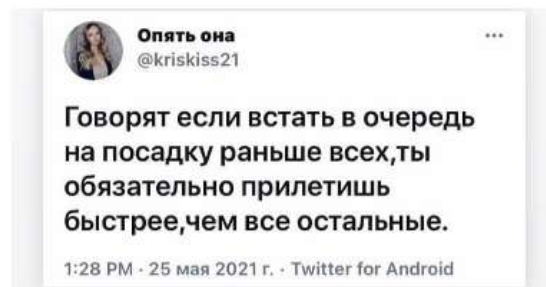 Опять она
@kriskiss21
Говорят если встать в очередь
на посадку раньше всех,ты
обязательно прилетишь
быстрее,чем все остальные.
1:28 PM · 25 мая 2021 г. · Twitter for Android